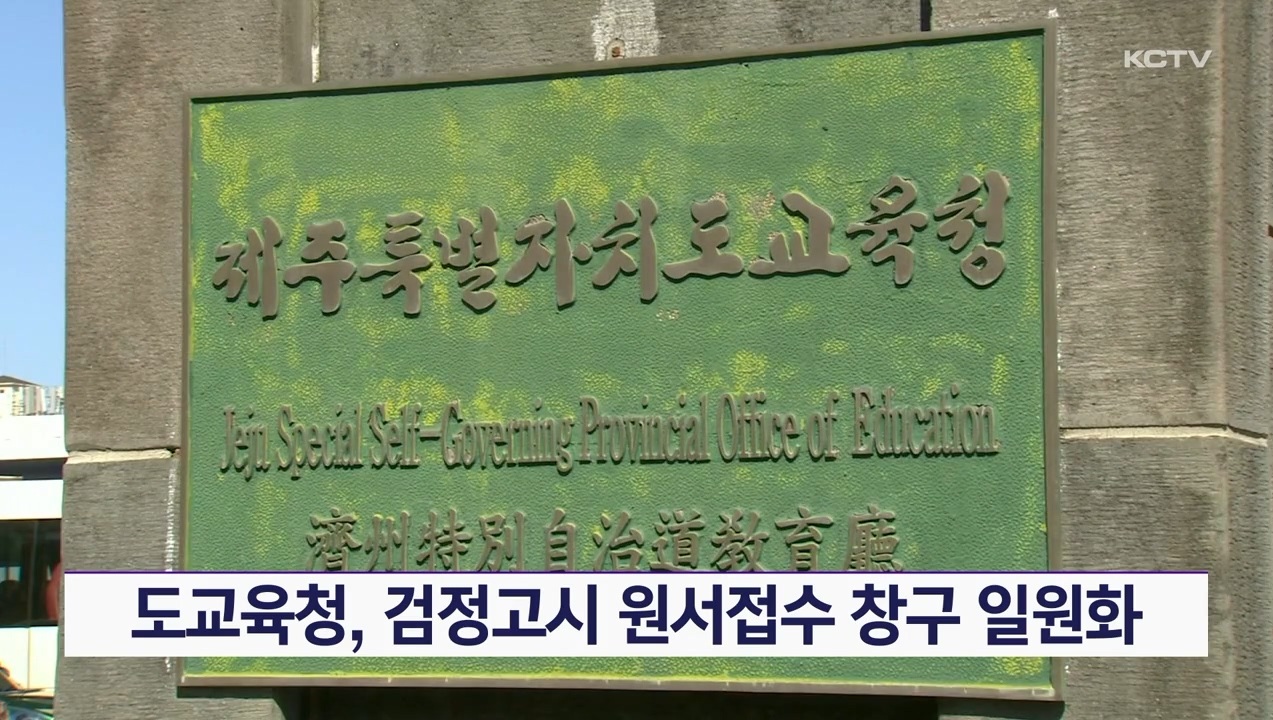 KCTV
제주특별자치도교육청
Jeju Special Self-Governing Provincial Office of Education
濟州特別自治道教育廳
도교육청, 검정고시 원서접수 창구 일원화